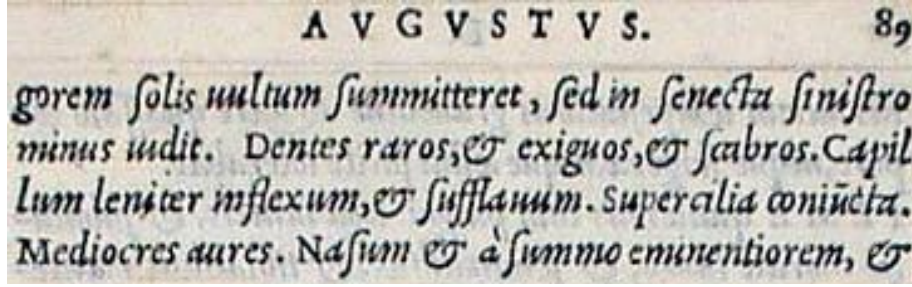 AVGVSTVS. 89
gorem ſolis uultum ſummitteret, ſed in ſenecta ſiniſtro
minus uidit. Dentes raros,& exiguos,& ſcabros. Capil
lum leniter inflexum,& ſufflauum. Supercilia coniūcta.
Mediocres aures. Naſum & à ſummo eminentiorem, &